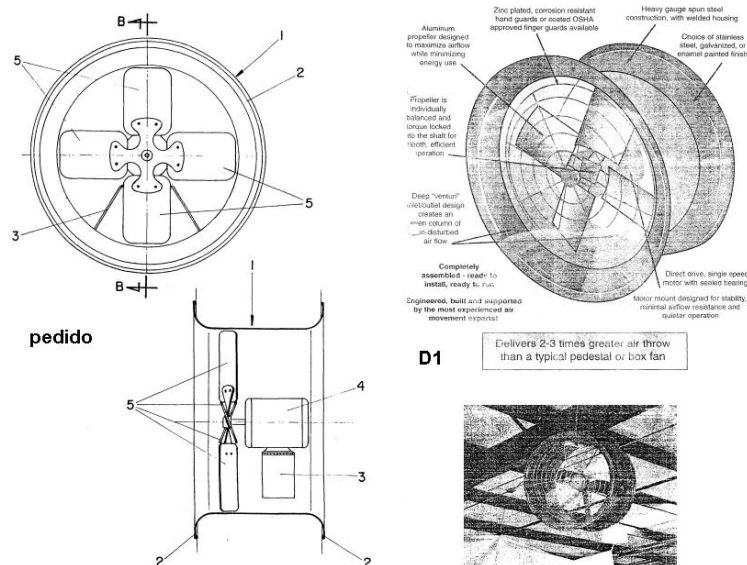 B
B
1
2
5
5
3
B
B
pedido
1
5
4
3
2
2
Zinc plated, corrosion resistant
hand guards or coated OSHA
approved finger guards available
Heavy gauge spun steel
construction, with welded housing
Aluminum
propeller designed
to maximize airflow
while minimizing
energy use
Choice of stainless
steel, galvanized, or
enamel painted finish
Propeller is
individually
balanced and
torque locked
to the shaft for
smooth, efficient
operation
Deep "venturi"
inlet/outlet design
creates an
even column of
air flow
Completely
assembled - ready to
install, ready to run
Engineered, built and supported
by the most experienced air
movement
Direct drive, single speed
motor with sealed bearing
Motor mount designed for stability,
minimal airflow resistance and
quieter operation
D1
Delivers 2-3 times greater air throw
than a typical pedestal or box fan